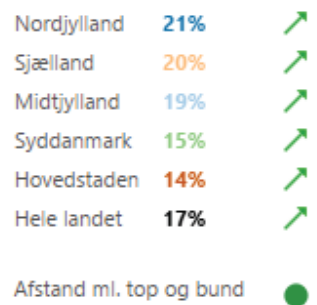 Nordjylland 21%
Sjælland 20%
Midtjylland 19%
Syddanmark 15%
Hovedstaden 14%
Hele landet 17%
Afstand ml. top og bund